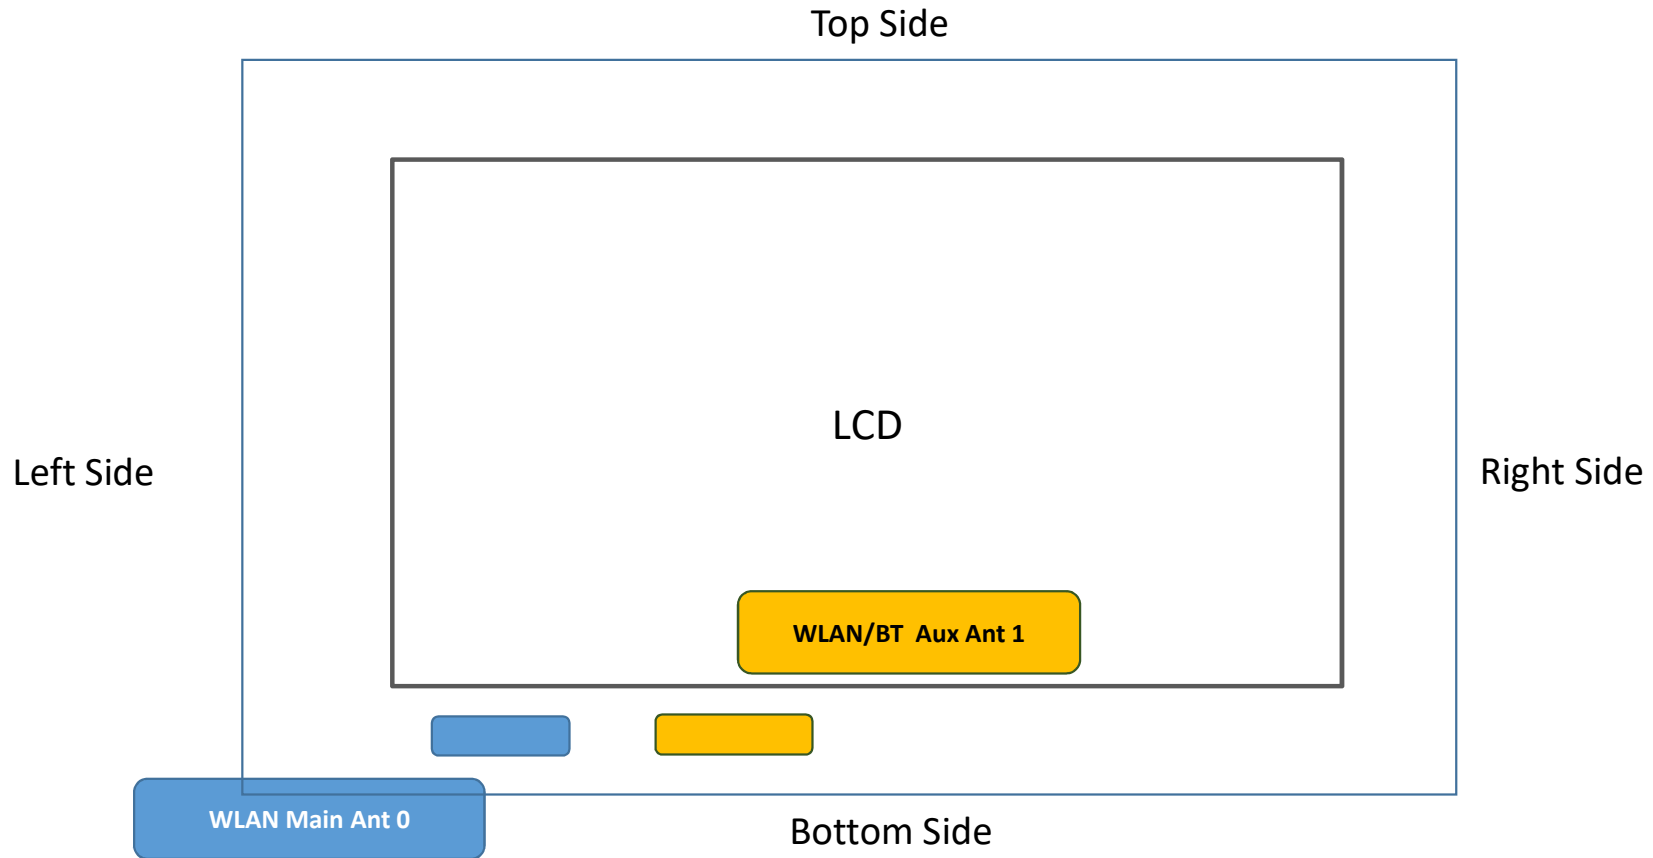 Top Side
LCD
Left Side
Right Side
WLAN/BT  Aux Ant 1
WLAN Main Ant 0
Bottom Side